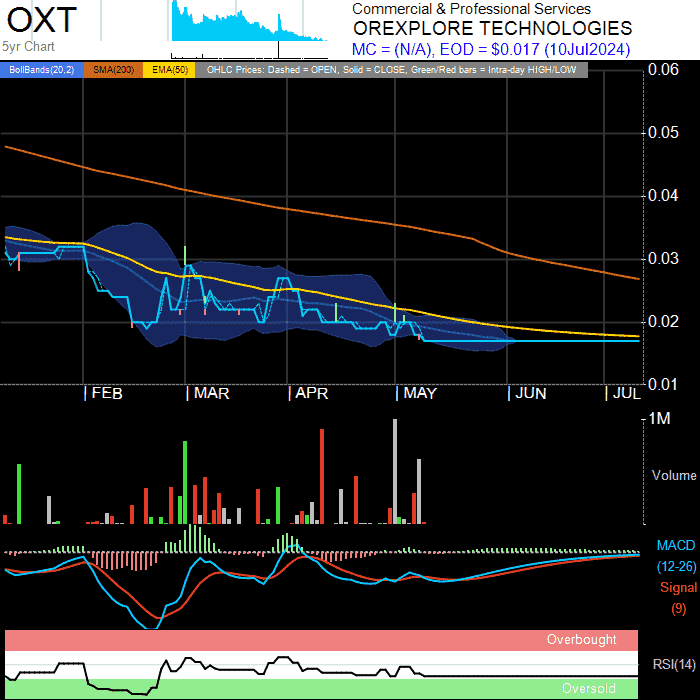 OXT
5yr Chart
Commercial & Professional Services
OREXPLORE TECHNOLOGIES
MC = (N/A), EOD = $0.017 (10Jul2024)
BollBands(20,2) SMA(200) EMA(50) OHLC Prices: Dashed = OPEN, Solid = CLOSE, Green/Red bars = Intra-day HIGH/LOW
0.06
0.05
0.04
0.03
0.02
0.01
FEB MAR APR MAY JUN JUL
1M
Volume
MACD
(12-26)
Signal
(9)
Overbought
RSI(14)
Oversold